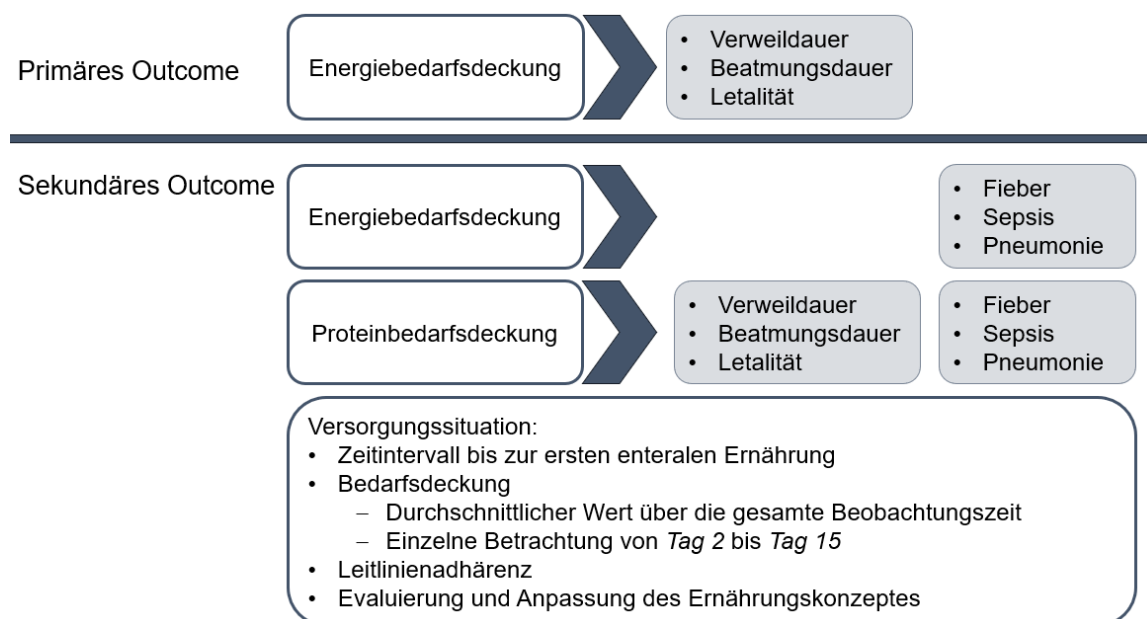 Primäres Outcome
Energiebedarfsdeckung
• Verweildauer
• Beatmungsdauer
• Letalität
Sekundäres Outcome
Energiebedarfsdeckung
• Fieber
• Sepsis
• Pneumonie
Proteinbedarfsdeckung
• Verweildauer
• Beatmungsdauer
• Letalität
• Fieber
• Sepsis
• Pneumonie
Versorgungssituation:
• Zeitintervall bis zur ersten enteralen Ernährung
• Bedarfsdeckung
– Durchschnittlicher Wert über die gesamte Beobachtungszeit
– Einzelne Betrachtung von Tag 2 bis Tag 15
• Leitlinienadhärenz
• Evaluierung und Anpassung des Ernährungskonzeptes